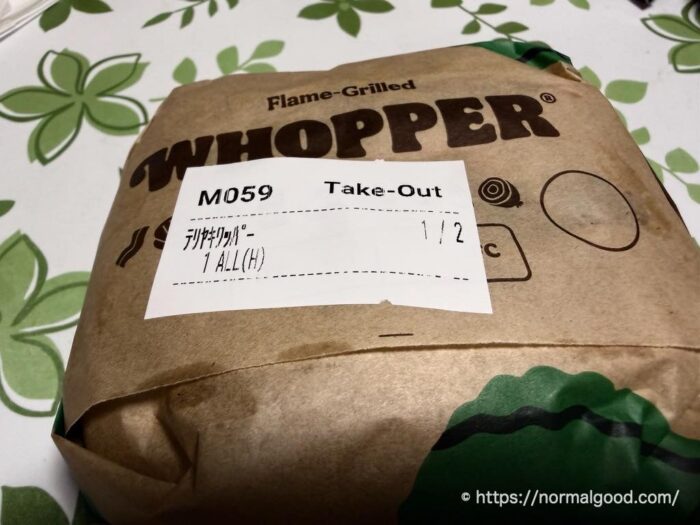 Flame-Grilled
WHOPPER®
M059 Take-Out
ﾃﾘﾔｷﾜｯﾊﾟｰ 1 / 2
1 ALL(H)
C
© https://normalgood.com/